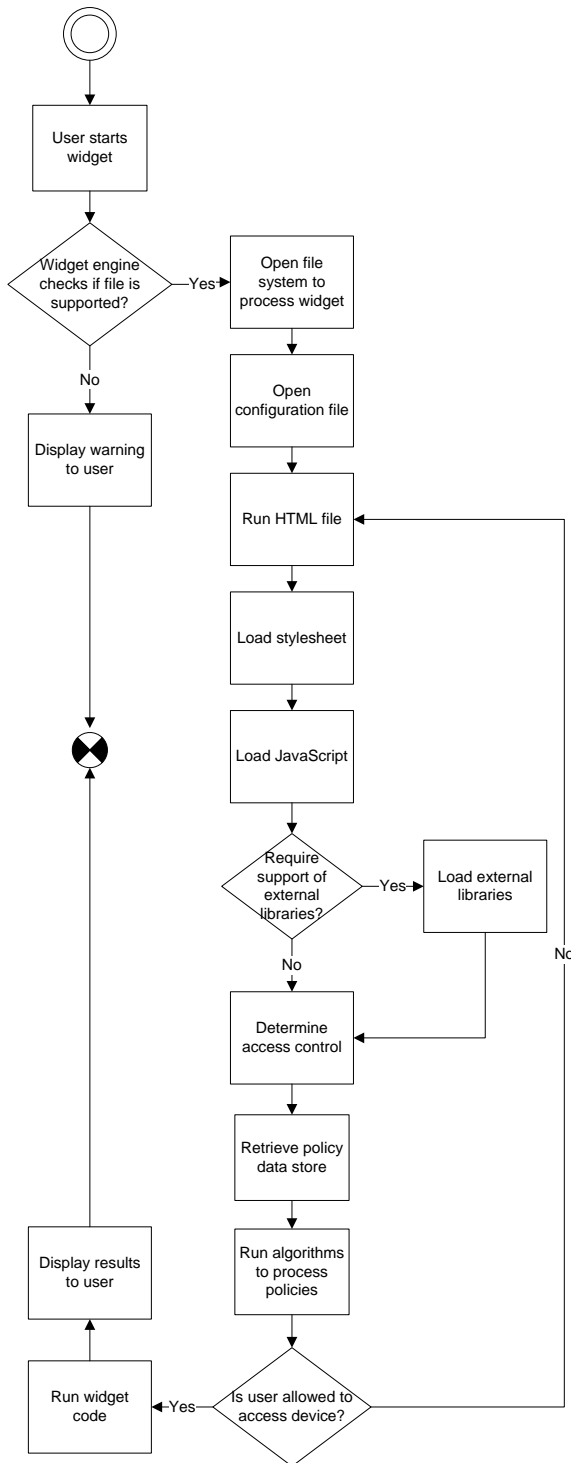 User starts
widget
Widget engine
checks if file is
supported?
Yes
Open file
system to
process widget
No
Open
configuration file
Display warning
to user
Run HTML file
Load stylesheet
Load JavaScript
Require
support of
external
libraries?
Yes
Load external
libraries
No
No
Determine
access control
Retrieve policy
data store
Run algorithms
to process
policies
Display results
to user
Is user allowed to
access device?
Yes
Run widget
code